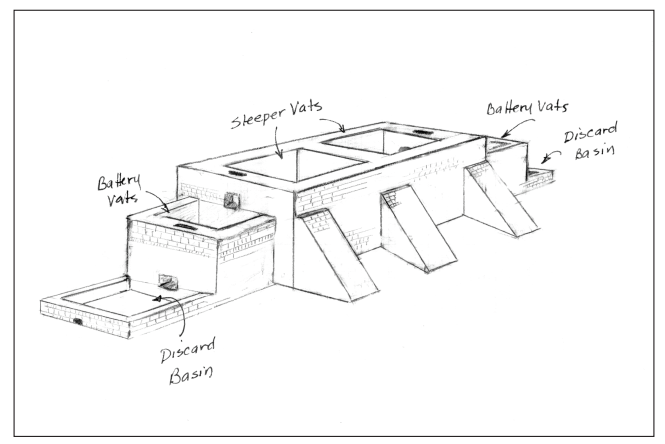 Steeper Vats
Battery Vats
Discard
Basin
Battery
Vats
Discard
Basin